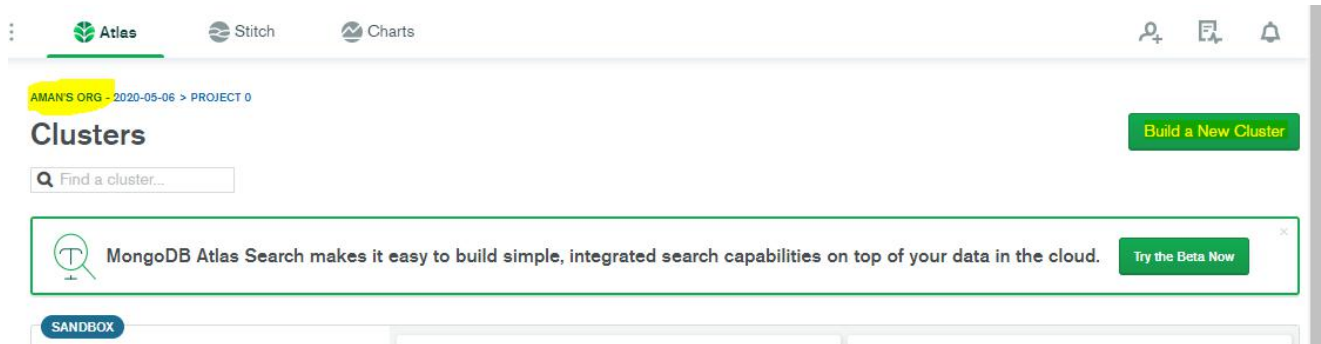 Atlas Stitch Charts
AMAN'S ORG - 2020-05-06 > PROJECT 0
Clusters
Build a New Cluster
Find a cluster...
MongoDB Atlas Search makes it easy to build simple, integrated search capabilities on top of your data in the cloud.
Try the Beta Now
SANDBOX